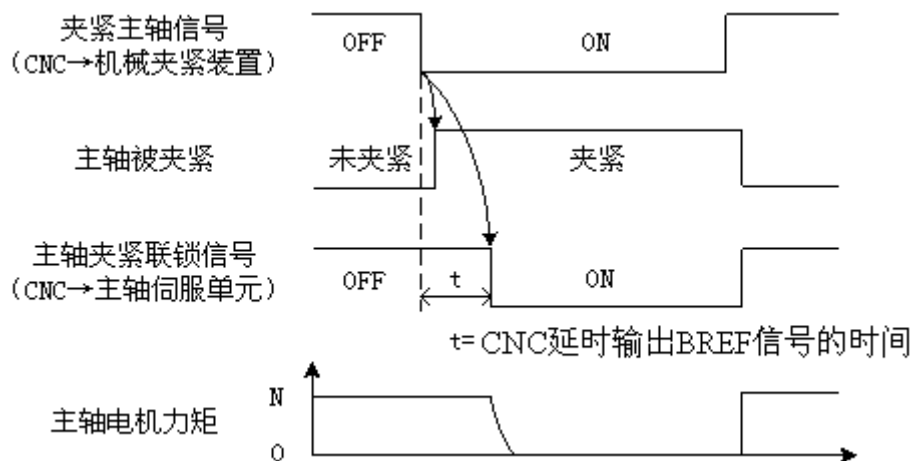 夹紧主轴信号
(CNC→机械夹紧装置)
OFF
ON
主轴被夹紧
未夹紧
夹紧
主轴夹紧联锁信号
(CNC→主轴伺服单元)
OFF
t
ON
t=CNC延时输出BREF信号的时间
主轴电机力矩
N
0